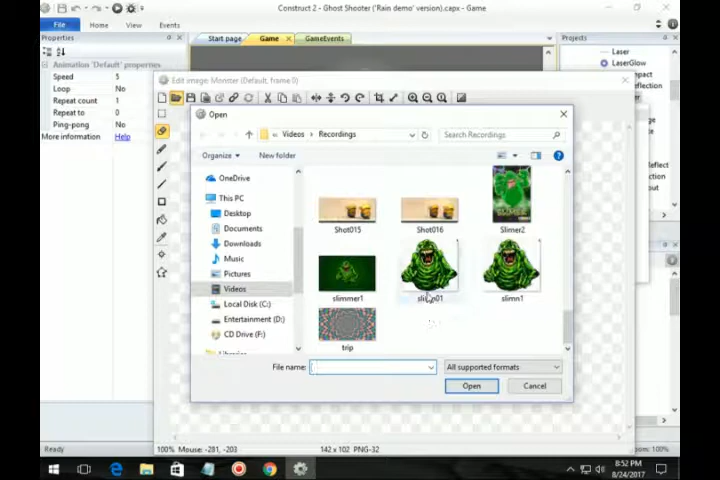 Construct 2 - Ghost Shooter ('Rain demo' version).capx - Game
File
Home
View
Events
Properties
Start page
Game
GameEvents
Projects
Animation 'Default' properties
Speed 5
Loop No
Repeat count 1
Repeat to 0
Ping-pong No
More information Help
Laser
LaserGlow
Edit image: Monster (Default, frame 0)
Open
« Videos › Recordings
Search Recordings
Organize
New folder
OneDrive
This PC
Desktop
Documents
Downloads
Music
Pictures
Videos
Local Disk (C:)
Entertainment (D:)
CD Drive (F:)
Shot015
Shot016
Slimer2
slimmer1
slimn1
trip
File name:
All supported formats
Open
Cancel
100% Mouse: -281, -203
142 x 102 PNG-32
Ready
8:52 PM
8/24/2017